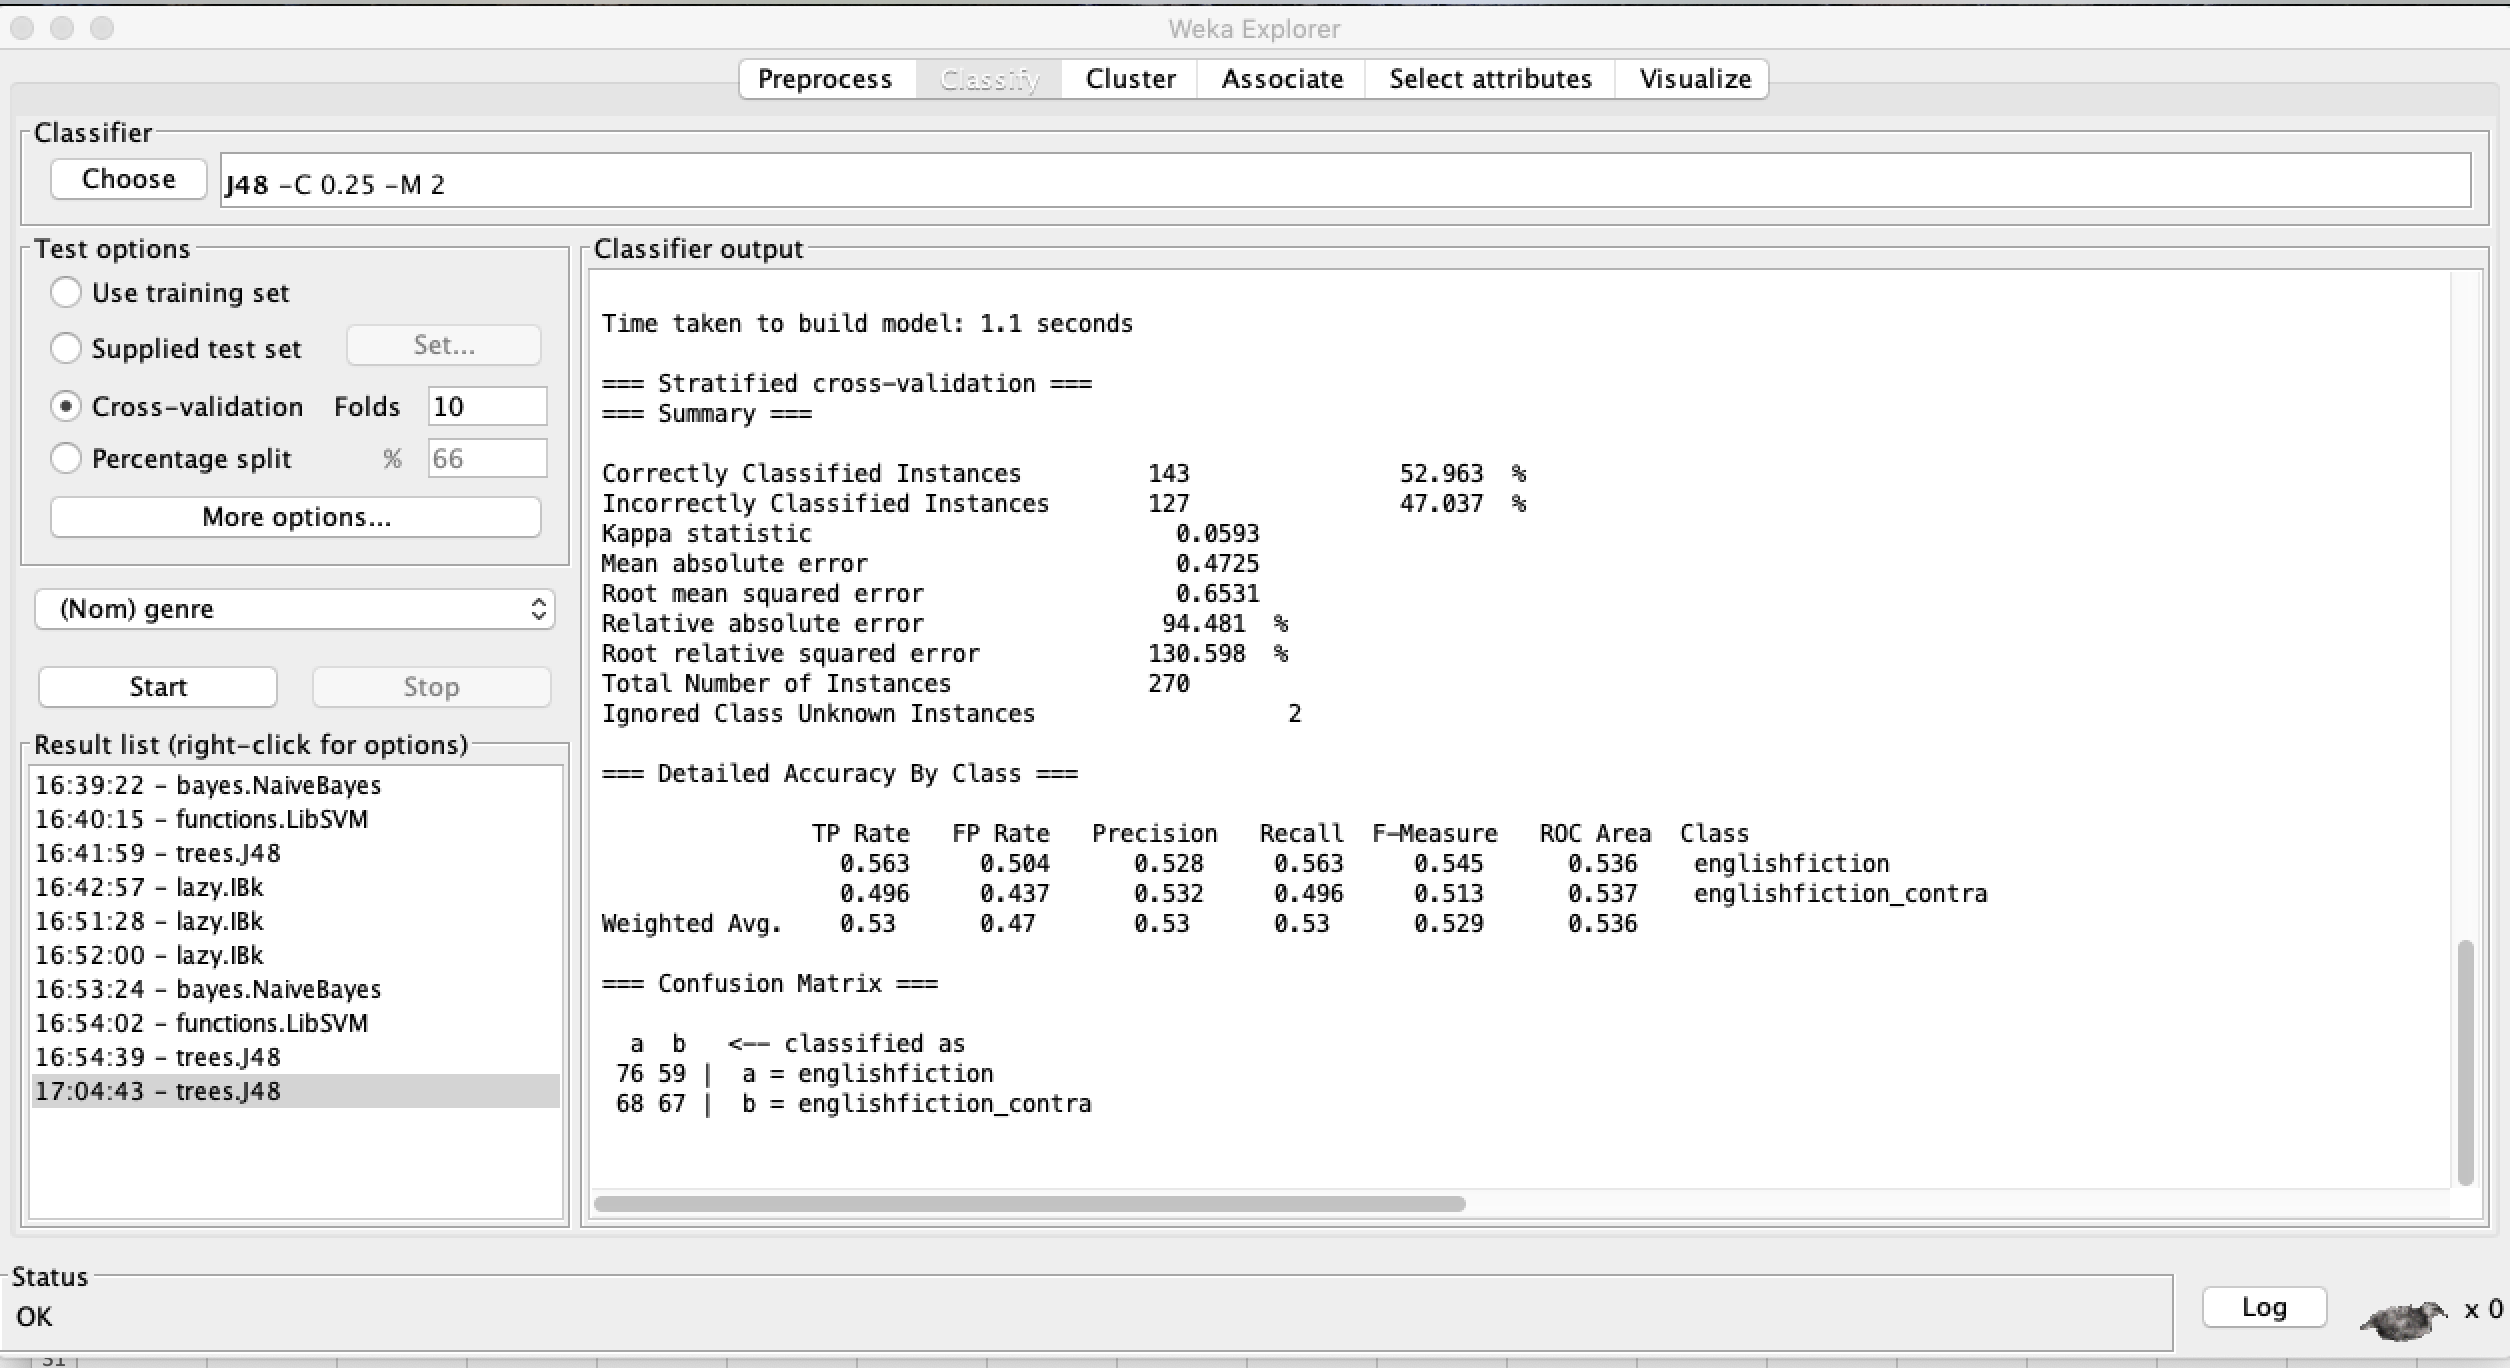 Weka Explorer
Preprocess Classify Cluster Associate Select attributes Visualize
Classifier
Choose J48 -C 0.25 -M 2
Test options
Use training set
Supplied test set Set...
Cross-validation Folds 10
Percentage split % 66
More options...
(Nom) genre
Start Stop
Result list (right-click for options)
16:39:22 - bayes.NaiveBayes
16:40:15 - functions.LibSVM
16:41:59 - trees.J48
16:42:57 - lazy.IBk
16:51:28 - lazy.IBk
16:52:00 - lazy.IBk
16:53:24 - bayes.NaiveBayes
16:54:02 - functions.LibSVM
16:54:39 - trees.J48
17:04:43 - trees.J48
Classifier output
Time taken to build model: 1.1 seconds
=== Stratified cross-validation ===
=== Summary ===
Correctly Classified Instances 143 52.963 %
Incorrectly Classified Instances 127 47.037 %
Kappa statistic 0.0593
Mean absolute error 0.4725
Root mean squared error 0.6531
Relative absolute error 94.481 %
Root relative squared error 130.598 %
Total Number of Instances 270
Ignored Class Unknown Instances 2
=== Detailed Accuracy By Class ===
TP Rate FP Rate Precision Recall F-Measure ROC Area Class
0.563 0.504 0.528 0.563 0.545 0.536 englishfiction
0.496 0.437 0.532 0.496 0.513 0.537 englishfiction_contra
Weighted Avg. 0.53 0.47 0.53 0.53 0.529 0.536
=== Confusion Matrix ===
a b <-- classified as
76 59 | a = englishfiction
68 67 | b = englishfiction_contra
Status
OK
Log x 0